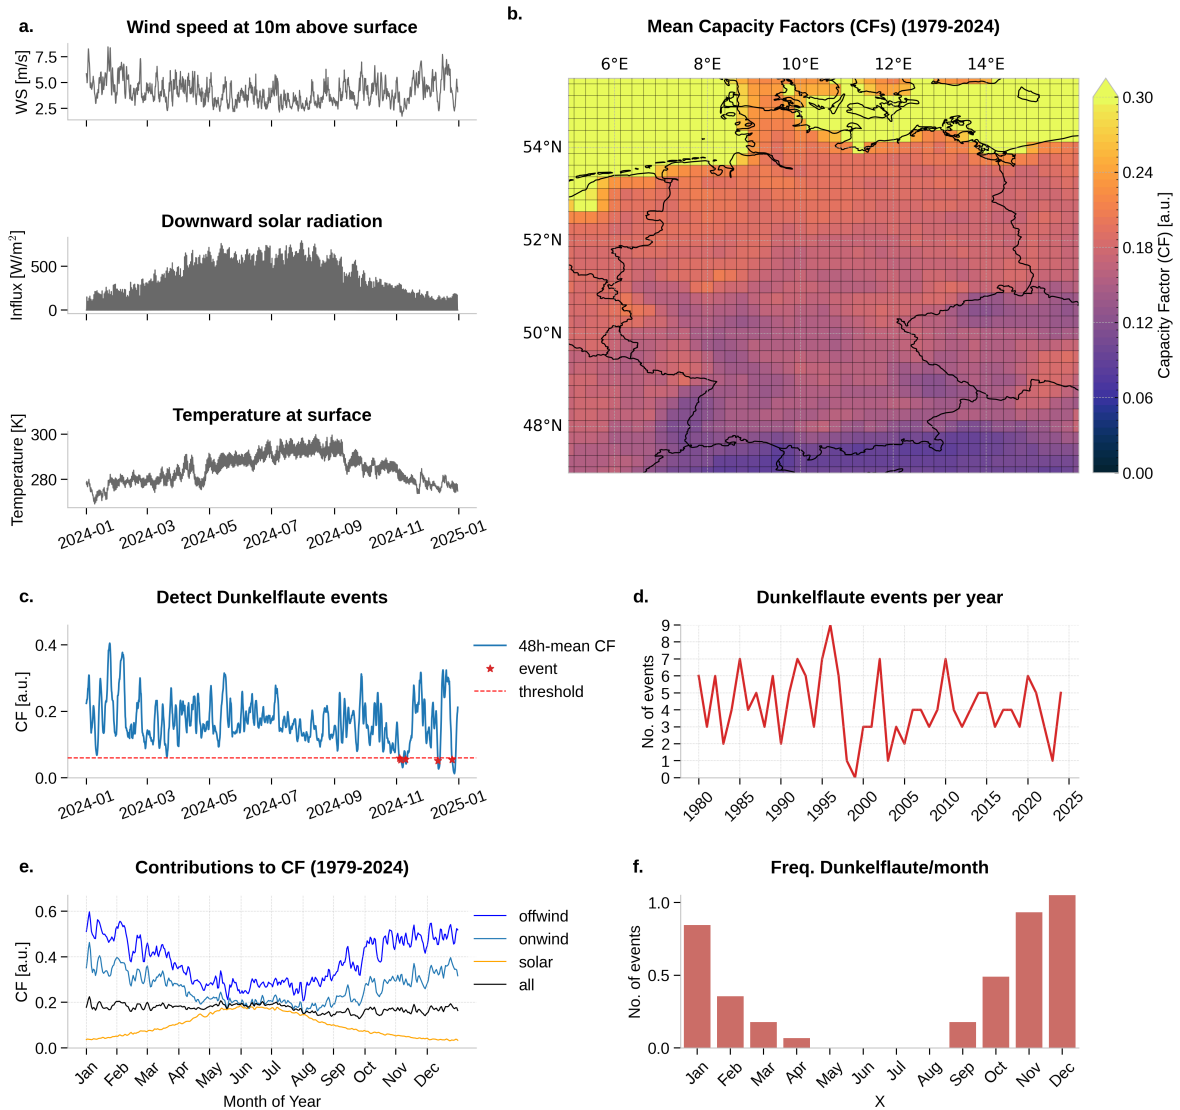 a.
Wind speed at 10m above surface
WS [m/s]
7.5
5.0
2.5
Downward solar radiation
Influx [W/m²]
500
0
Temperature at surface
Temperature [K]
300
280
2024-01 2024-03 2024-05 2024-07 2024-09 2024-11 2025-01
b.
Mean Capacity Factors (CFs) (1979-2024)
6°E 8°E 10°E 12°E 14°E
54°N
52°N
50°N
48°N
0.30
0.24
0.18
0.12
0.06
0.00
Capacity Factor (CF) [a.u.]
c.
Detect Dunkelflaute events
CF [a.u.]
0.4
0.2
0.0
2024-01 2024-03 2024-05 2024-07 2024-09 2024-11 2025-01
48h-mean CF
event
threshold
d.
Dunkelflaute events per year
No. of events
9
8
7
6
5
4
3
2
1
0
1980 1985 1990 1995 2000 2005 2010 2015 2020 2025
e.
Contributions to CF (1979-2024)
CF [a.u.]
0.6
0.4
0.2
0.0
Jan Feb Mar Apr May Jun Jul Aug Sep Oct Nov Dec
Month of Year
offwind
onwind
solar
all
f.
Freq. Dunkelflaute/month
No. of events
1.0
0.5
0.0
Jan Feb Mar Apr May Jun Jul Aug Sep Oct Nov Dec
X